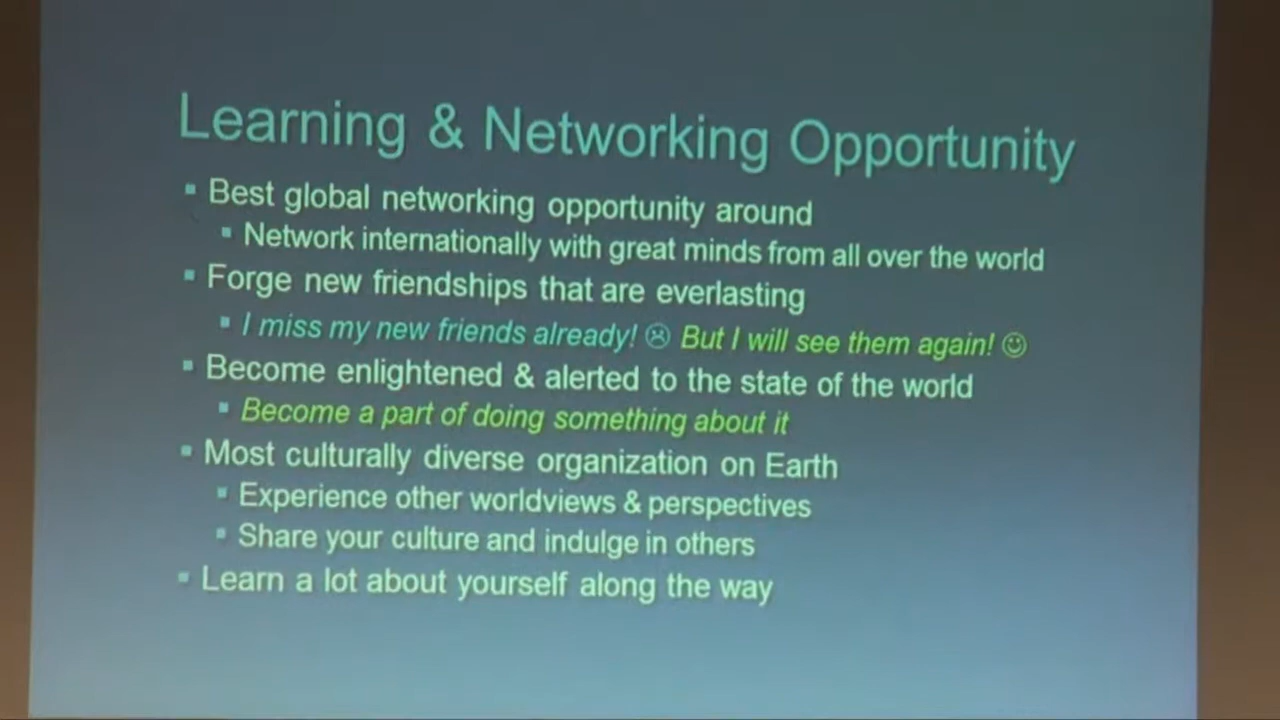 Learning & Networking Opportunity
▪ Best global networking opportunity around
▪ Network internationally with great minds from all over the world
▪ Forge new friendships that are everlasting
▪ I miss my new friends already! ☹ But I will see them again! ☺
▪ Become enlightened & alerted to the state of the world
▪ Become a part of doing something about it
▪ Most culturally diverse organization on Earth
▪ Experience other worldviews & perspectives
▪ Share your culture and indulge in others
▪ Learn a lot about yourself along the way